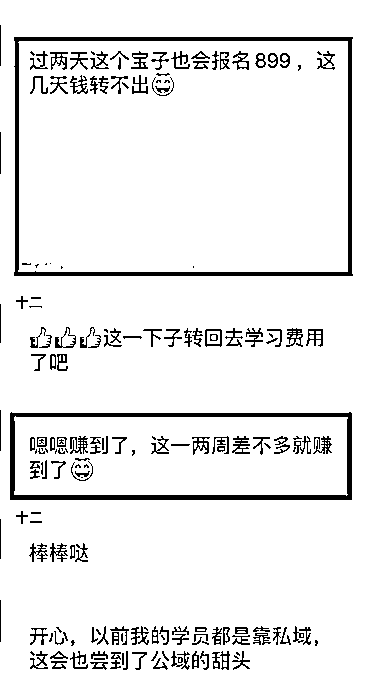 过两天这个宝子也会报名899，这
几天钱转不出😄
十二
👍👍👍这一下子转回去学习费用
了吧
嗯嗯赚到了，这一两周差不多就赚
到了😄
十二
棒棒哒
开心，以前我的学员都是靠私域，
这会也尝到了公域的甜头